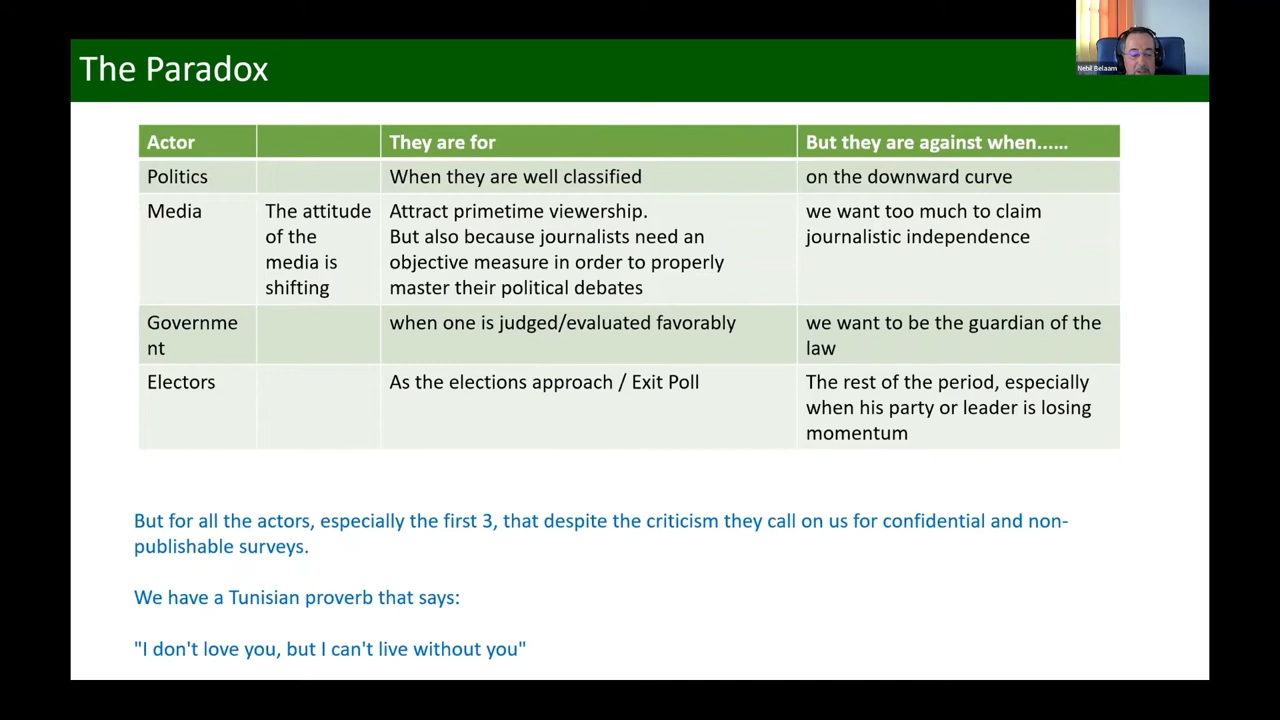 The Paradox
Nebil Belaam
Actor
They are for
But they are against when......
Politics
When they are well classified
on the downward curve
Media
The attitude
of the
media is
shifting
Attract primetime viewership.
But also because journalists need an
objective measure in order to properly
master their political debates
we want too much to claim
journalistic independence
Governme
nt
when one is judged/evaluated favorably
we want to be the guardian of the
law
Electors
As the elections approach / Exit Poll
The rest of the period, especially
when his party or leader is losing
momentum
But for all the actors, especially the first 3, that despite the criticism they call on us for confidential and non-
publishable surveys.
We have a Tunisian proverb that says:
"I don't love you, but I can't live without you"